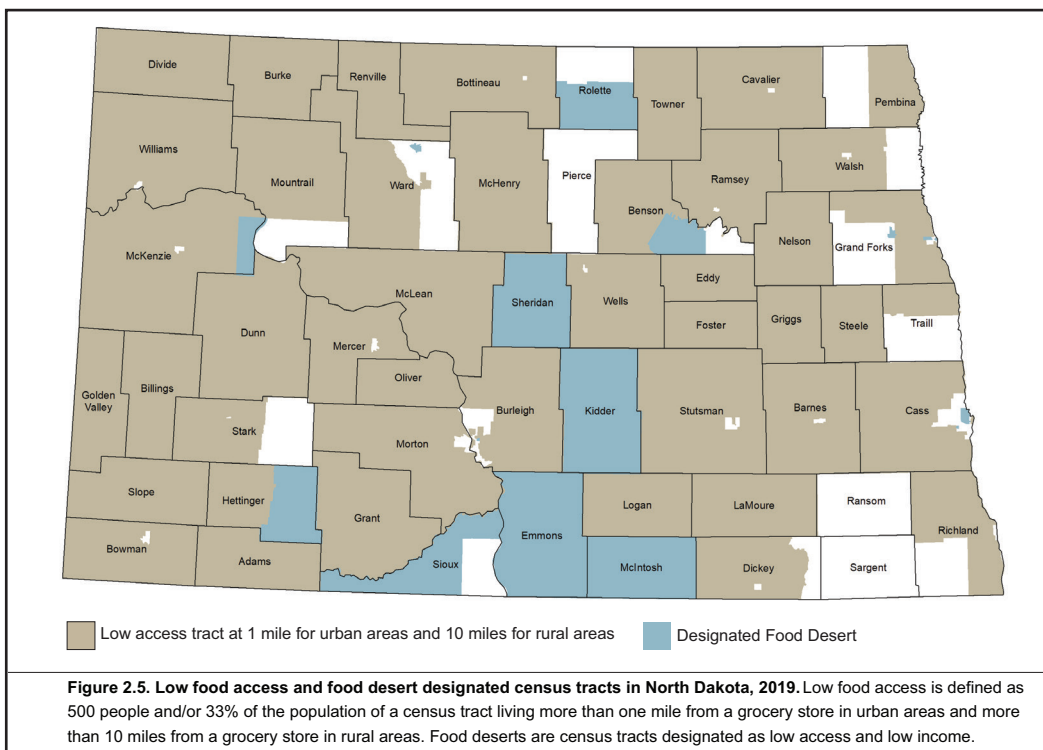 Divide
Burke
Renville
Bottineau
Rolette
Towner
Cavalier
Pembina
Williams
Mountrail
Ward
McHenry
Pierce
Benson
Ramsey
Walsh
McKenzie
McLean
Sheridan
Wells
Eddy
Nelson
Grand Forks
Dunn
Mercer
Oliver
Foster
Griggs
Steele
Traill
Golden
Valley
Billings
Stark
Morton
Burleigh
Kidder
Stutsman
Barnes
Cass
Slope
Hettinger
Grant
Emmons
Logan
LaMoure
Ransom
Richland
Bowman
Adams
Sioux
McIntosh
Dickey
Sargent
Low access tract at 1 mile for urban areas and 10 miles for rural areas
Designated Food Desert
Figure 2.5. Low food access and food desert designated census tracts in North Dakota, 2019. Low food access is defined as
500 people and/or 33% of the population of a census tract living more than one mile from a grocery store in urban areas and more
than 10 miles from a grocery store in rural areas. Food deserts are census tracts designated as low access and low income.